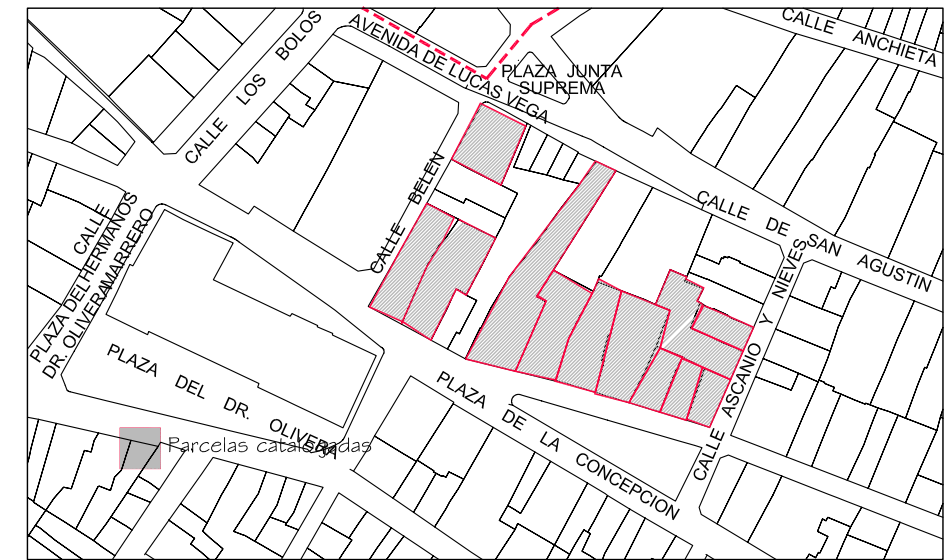 CALLE LOS BOLOS
AVENIDA DE LUCAS VEGA
PLAZA JUNTA
SUPREMA
CALLE ANCHIETA
CALLE BELEN
CALLE DE SAN AGUSTIN
CALLE
PLAZA DEL HERMANOS
DR. OLIVERA MARRERO
PLAZA DEL DR. OLIVERA
PLAZA DE LA CONCEPCION
CALLE ASCANIO Y NIEVES
Parcelas catalogadas